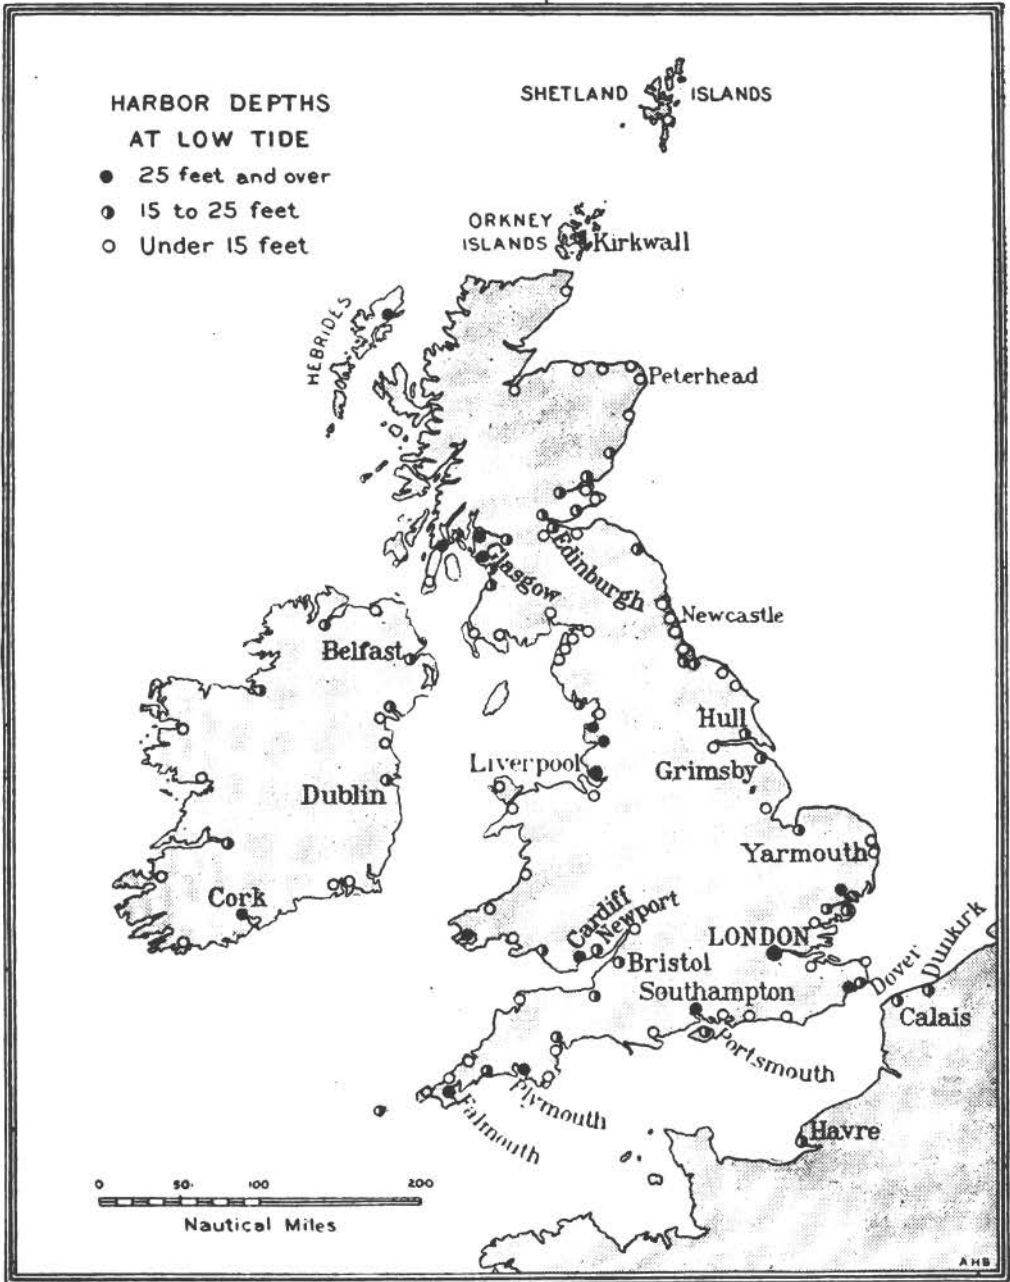 HARBOR DEPTHS
AT LOW TIDE
25 feet and over
15 to 25 feet
Under 15 feet
SHETLAND ISLANDS
ORKNEY
ISLANDS
Kirkwall
HEBRIDES
Peterhead
Glasgow
Edinburgh
Newcastle
Belfast
Hull
Liverpool
Grimsby
Dublin
Yarmouth
Cork
Cardiff
Newport
LONDON
Bristol
Dover
Dunkurk
Southampton
Calais
Portsmouth
Plymouth
Falmouth
Havre
0 50 100 200
Nautical Miles
AHB